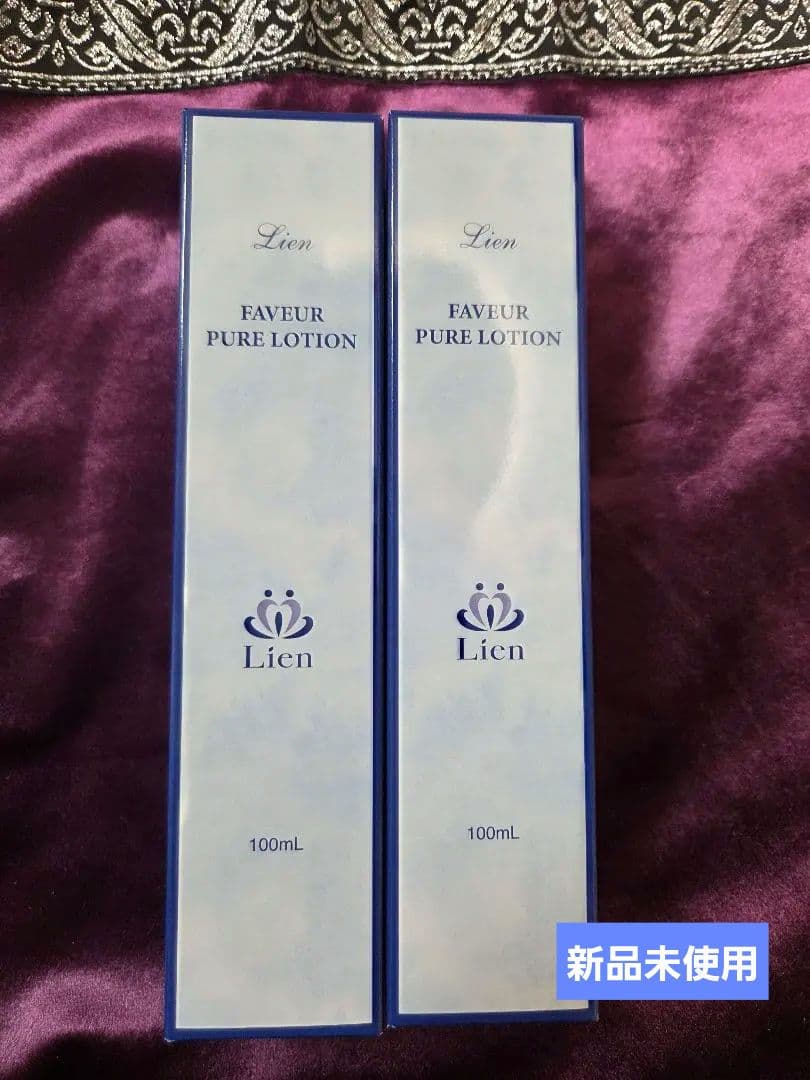 Lien
FAVEUR
PURE LOTION
Lien
100mL
Lien
FAVEUR
PURE LOTION
Lien
100mL
新品未使用